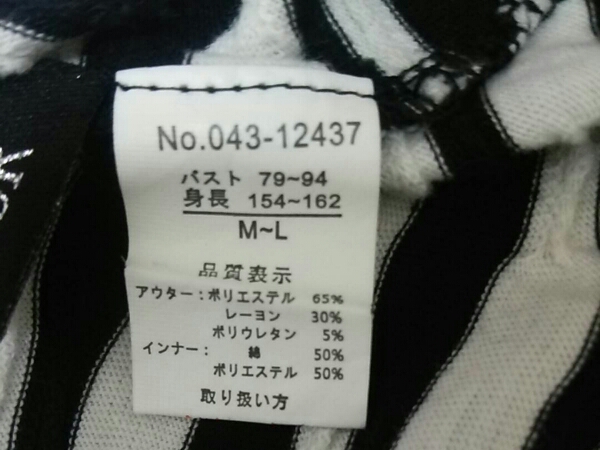 No.043-12437
バスト 79~94
身長 154~162
M~L
品質表示
アウター:ポリエステル 65%
レーヨン 30%
ポリウレタン 5%
インナー: 綿 50%
ポリエステル 50%
取り扱い方